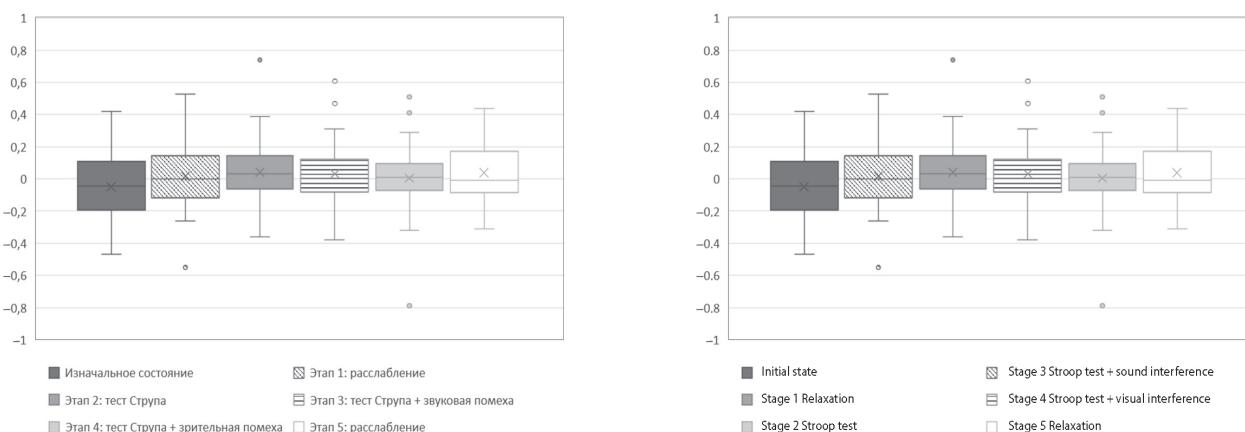 1
0,8
0,6
0,4
0,2
0
–0,2
–0,4
–0,6
–0,8
–1
Изначальное состояние
Этап 1: расслабление
Этап 2: тест Струпа
Этап 3: тест Струпа + звуковая помеха
Этап 4: тест Струпа + зрительная помеха
Этап 5: расслабление
1
0.8
0.6
0.4
0.2
0
–0.2
–0.4
–0.6
–0.8
–1
Initial state
Stage 3 Stroop test + sound interference
Stage 1 Relaxation
Stage 4 Stroop test + visual interference
Stage 2 Stroop test
Stage 5 Relaxation